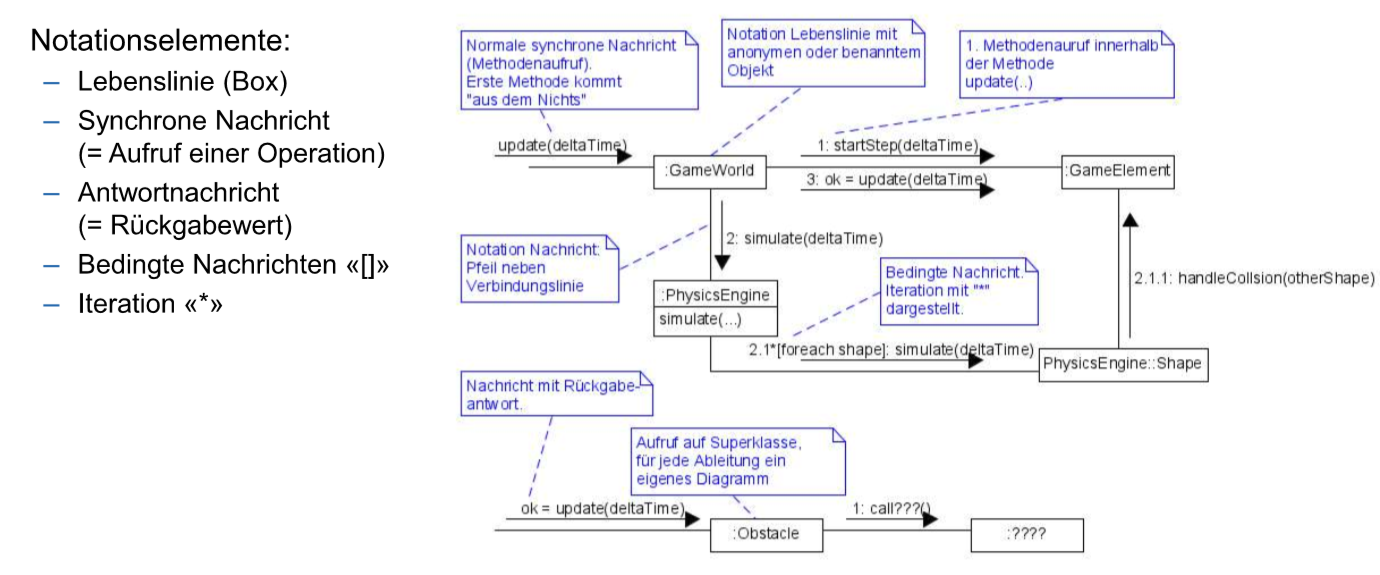 Notationselemente:
– Lebenslinie (Box)
– Synchrone Nachricht
(= Aufruf einer Operation)
– Antwortnachricht
(= Rückgabewert)
– Bedingte Nachrichten «[]»
– Iteration «*»
Normale synchrone Nachricht
(Methodenaufruf).
Erste Methode kommt
"aus dem Nichts"
Notation Lebenslinie mit
anonymen oder benanntem
Objekt
1. Methodenauruf innerhalb
der Methode
update(..)
update(deltaTime)
:GameWorld
1: startStep(deltaTime)
3: ok = update(deltaTime)
:GameElement
2: simulate(deltaTime)
Notation Nachricht:
Pfeil neben
Verbindungslinie
:PhysicsEngine
simulate(...)
Bedingte Nachricht.
Iteration mit "*"
dargestellt.
2.1.1: handleCollsion(otherShape)
2.1*[foreach shape]: simulate(deltaTime)
PhysicsEngine::Shape
Nachricht mit Rückgabe-
antwort.
Aufruf auf Superklasse,
für jede Ableitung ein
eigenes Diagramm
ok = update(deltaTime)
:Obstacle
1: call???()
:????